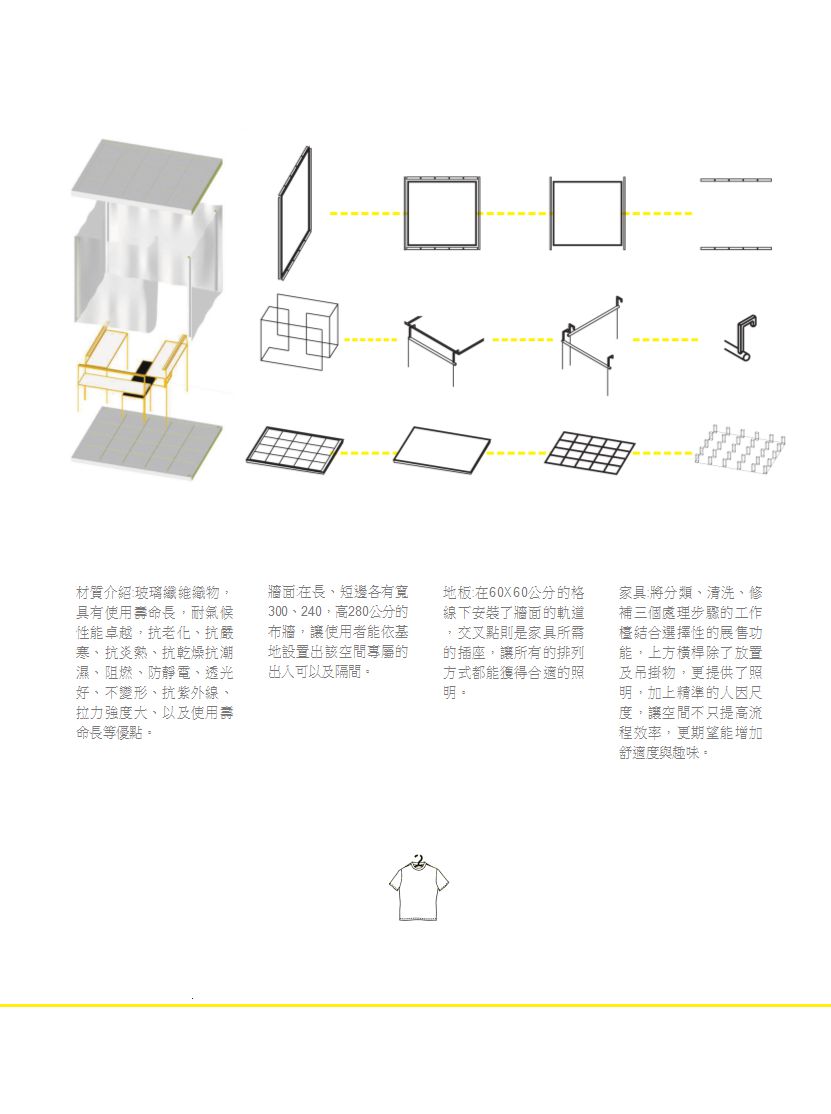 材質介紹:玻璃纖維織物，
具有使用壽命長，耐氣候
性能卓越，抗老化、抗嚴
寒、抗炎熱、抗乾燥抗潮
濕、阻燃、防靜電、透光
好、不變形、抗紫外線、
拉力強度大、以及使用壽
命長等優點。
牆面:在長、短邊各有寬
300、240，高280公分的
布牆，讓使用者能依基
地設置出該空間專屬的
出入可以及隔間。
地板:在60X60公分的格
線下安裝了牆面的軌道
，交叉點則是家具所需
的插座，讓所有的排列
方式都能獲得合適的照
明。
家具:將分類、清洗、修
補三個處理步驟的工作
檯結合選擇性的展售功
能，上方橫桿除了放置
及吊掛物，更提供了照
明，加上精準的人因尺
度，讓空間不只提高流
程效率，更期望能增加
舒適度與趣味。